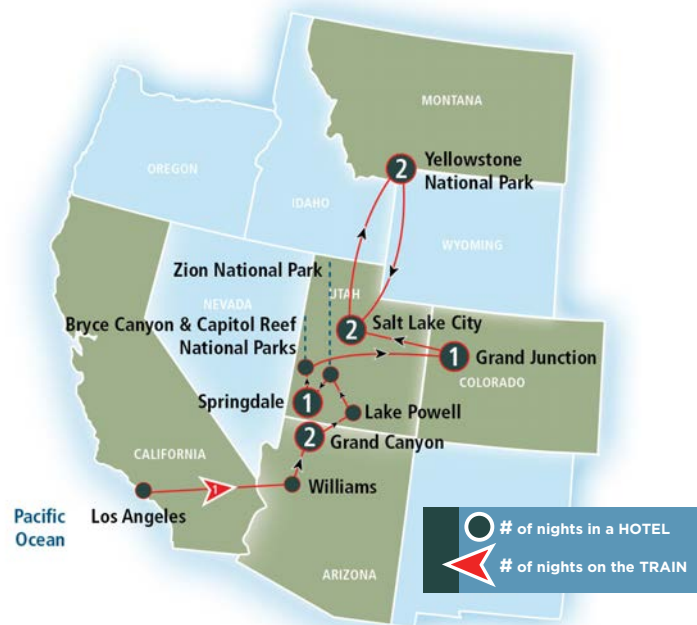 MONTANA
2
Yellowstone
National Park
OREGON
IDAHO
WYOMING
Zion National Park
NEVADA
UTAH
Bryce Canyon & Capitol Reef
National Parks
2
Salt Lake City
1
Grand Junction
COLORADO
Springdale
1
Lake Powell
2
Grand Canyon
CALIFORNIA
1
Williams
Los Angeles
Pacific
Ocean
ARIZONA
# of nights in a HOTEL
# of nights on the TRAIN